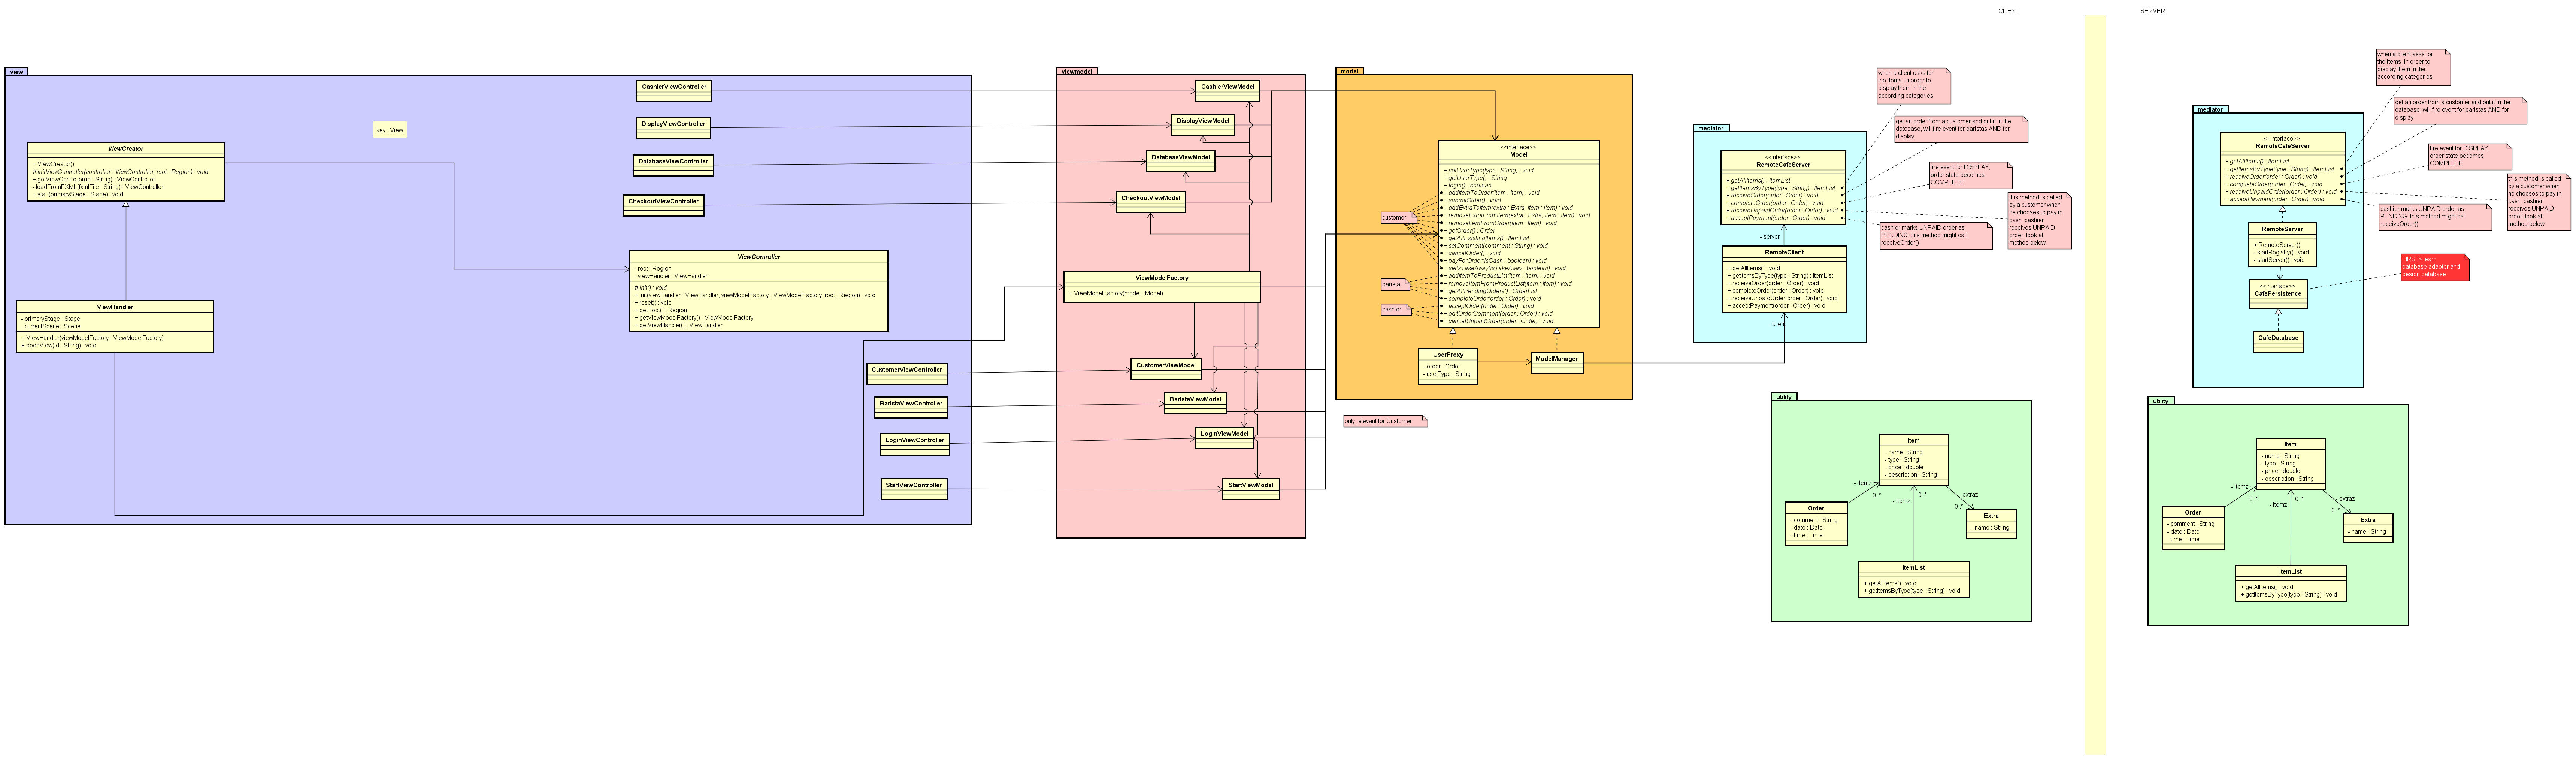 CLIENT
SERVER
view
key : View
ViewCreator
+ ViewCreator()
# initViewController(controller : ViewController, root : Region) : void
+ getViewController(id : String) : ViewController
- loadFromFXML(fxmlFile : String) : ViewController
+ start(primaryStage : Stage) : void
ViewHandler
- primaryStage : Stage
- currentScene : Scene
+ ViewHandler(viewModelFactory : ViewModelFactory)
+ openView(id : String) : void
CashierViewController
DisplayViewController
DatabaseViewController
CheckoutViewController
ViewController
- root : Region
- viewHandler : ViewHandler
# init() : void
+ init(viewHandler : ViewHandler, viewModelFactory : ViewModelFactory, root : Region) : void
+ reset() : void
+ getRoot() : Region
+ getViewModelFactory() : ViewModelFactory
+ getViewHandler() : ViewHandler
CustomerViewController
BaristaViewController
LoginViewController
StartViewController
viewmodel
CashierViewModel
DisplayViewModel
DatabaseViewModel
CheckoutViewModel
ViewModelFactory
+ ViewModelFactory(model : Model)
CustomerViewModel
BaristaViewModel
LoginViewModel
StartViewModel
model
<<interface>>
Model
+ setUserType(type : String) : void
+ getUserType() : String
+ login() : boolean
+ addItemToOrder(item : Item) : void
+ submitOrder() : void
+ addExtraToItem(extra : Extra, item : Item) : void
+ removeExtraFromItem(extra : Extra, item : Item) : void
+ removeItemFromOrder(item : Item) : void
+ getOrder() : Order
+ getAllExistingItems() : ItemList
+ setComment(comment : String) : void
+ cancelOrder() : void
+ payForOrder(isCash : boolean) : void
+ setIsTakeAway(isTakeAway : boolean) : void
+ addItemToProductList(item : Item) : void
+ removeItemFromProductList(item : Item) : void
+ getAllPendingOrders() : OrderList
+ completeOrder(order : Order) : void
+ acceptOrder(order : Order) : void
+ editOrderComment(order : Order) : void
+ cancelUnpaidOrder(order : Order) : void
customer
barista
cashier
UserProxy
- order : Order
- userType : String
ModelManager
only relevant for Customer
mediator
<<interface>>
RemoteCafeServer
+ getAllItems() : ItemList
+ getItemsByType(type : String) : ItemList
+ receiveOrder(order : Order) : void
+ completeOrder(order : Order) : void
+ receiveUnpaidOrder(order : Order) : void
+ acceptPayment(order : Order) : void
- server
RemoteClient
+ getAllItems() : void
+ getItemsByType(type : String) : ItemList
+ receiveOrder(order : Order) : void
+ completeOrder(order : Order) : void
+ receiveUnpaidOrder(order : Order) : void
+ acceptPayment(order : Order) : void
- client
when a client asks for
the items, in order to
display them in the
according categories
get an order from a customer and put it in the
database, will fire event for baristas AND for
display
fire event for DISPLAY,
order state becomes
COMPLETE
this method is called
by a customer when
he chooses to pay in
cash. cashier
receives UNPAID
order. look at
method below
cashier marks UNPAID order as
PENDING. this method might call
receiveOrder()
utility
Item
- name : String
- type : String
- price : double
- description : String
- itemz
0..*
- itemz
0..*
- extraz
0..*
Order
- comment : String
- date : Date
- time : Time
Extra
- name : String
ItemList
+ getAllItems() : void
+ getItemsByType(type : String) : void
mediator
<<interface>>
RemoteCafeServer
+ getAllItems() : ItemList
+ getItemsByType(type : String) : ItemList
+ receiveOrder(order : Order) : void
+ completeOrder(order : Order) : void
+ receiveUnpaidOrder(order : Order) : void
+ acceptPayment(order : Order) : void
RemoteServer
+ RemoteServer()
- startRegistry() : void
- startServer() : void
<<interface>>
CafePersistence
CafeDatabase
when a client asks for
the items, in order to
display them in the
according categories
get an order from a customer and put it in the
database, will fire event for baristas AND for
display
fire event for DISPLAY,
order state becomes
COMPLETE
this method is called
by a customer when
he chooses to pay in
cash. cashier
receives UNPAID
order. look at
method below
cashier marks UNPAID order as
PENDING. this method might call
receiveOrder()
FIRST> learn
database adapter and
design database
utility
Item
- name : String
- type : String
- price : double
- description : String
- itemz
0..*
- itemz
0..*
- extraz
0..*
Order
- comment : String
- date : Date
- time : Time
Extra
- name : String
ItemList
+ getAllItems() : void
+ getItemsByType(type : String) : void